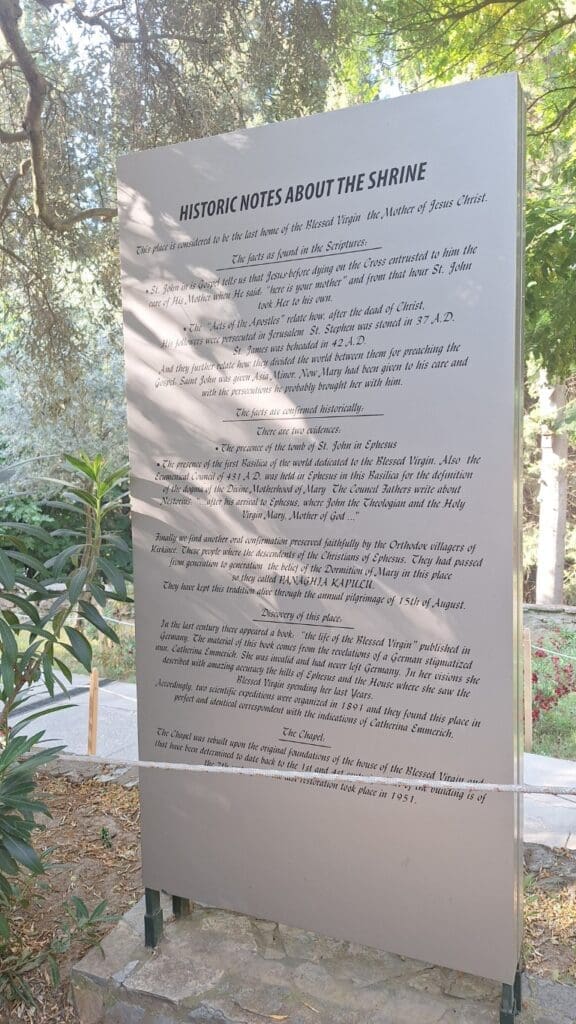 HISTORIC NOTES ABOUT THE SHRINE
This place is considered to be the last home of the Blessed Virgin the Mother of Jesus Christ.
The facts as found in the Scriptures:
• St. John in is Gospel tells us that Jesus before dying on the Cross entrusted to him the
care of His Mother when He said: "here is your mother" and from that hour St. John
took Her to his own.
• The "Acts of the Apostles" relate how, after the dead of Christ,
His followers were persecuted in Jerusalem St. Stephen was stoned in 37 A.D.
St. James was beheaded in 42 A.D.
And they further relate how they divided the world between them for preaching the
Gospel. Saint John was given Asia Minor. Now Mary had been given to his care and
with the persecutions he probably brought her with him.
The facts are confirmed historically:
There are two evidences:
• The precence of the tomb of St. John in Ephesus
• The presence of the first Basilica of the world dedicated to the Blessed Virgin. Also the
Ecumenical Council of 431 A.D. was held in Ephesus in this Basilica for the definition
of the dogma of the Divine Motherhood of Mary The Council Fathers write about
Nestorius: "...after his arrival to Ephesus, where John the Theologian and the Holy
Virgin Mary, Mother of God ..."
Finally we find another oral confirmation preserved faithfully by the Orthodox villagers of
Kirkince. These people where the descendents of the Christians of Ephesus. They had passed
from generation to generation the belief of the Dormition of Mary in this place
so they called PANAGHIA KAPULU.
They have kept this tradition alive through the annual pilgrimage of 15th of August.
Discovery of this place:
In the last century there appeared a book: "the life of the Blessed Virgin" published in
Germany. The material of this book comes from the revelations of a German stigmatized
nun, Catherina Emmerich. She was invalid and had never left Germany. In her visions she
described with amazing accuracy the hills of Ephesus and the House where she saw the
Blessed Virgin spending her last Years.
Accordingly, two scientific expeditions were organized in 1891 and they found this place in
perfect and identical correspondent with the indications of Catherina Emmerich.
The Chapel.
The Chapel was rebuilt upon the original foundations of the house of the Blessed Virgin and
that have been determined to date back to the 1st and 4st of the building is of
the 7th restoration took place in 1951.